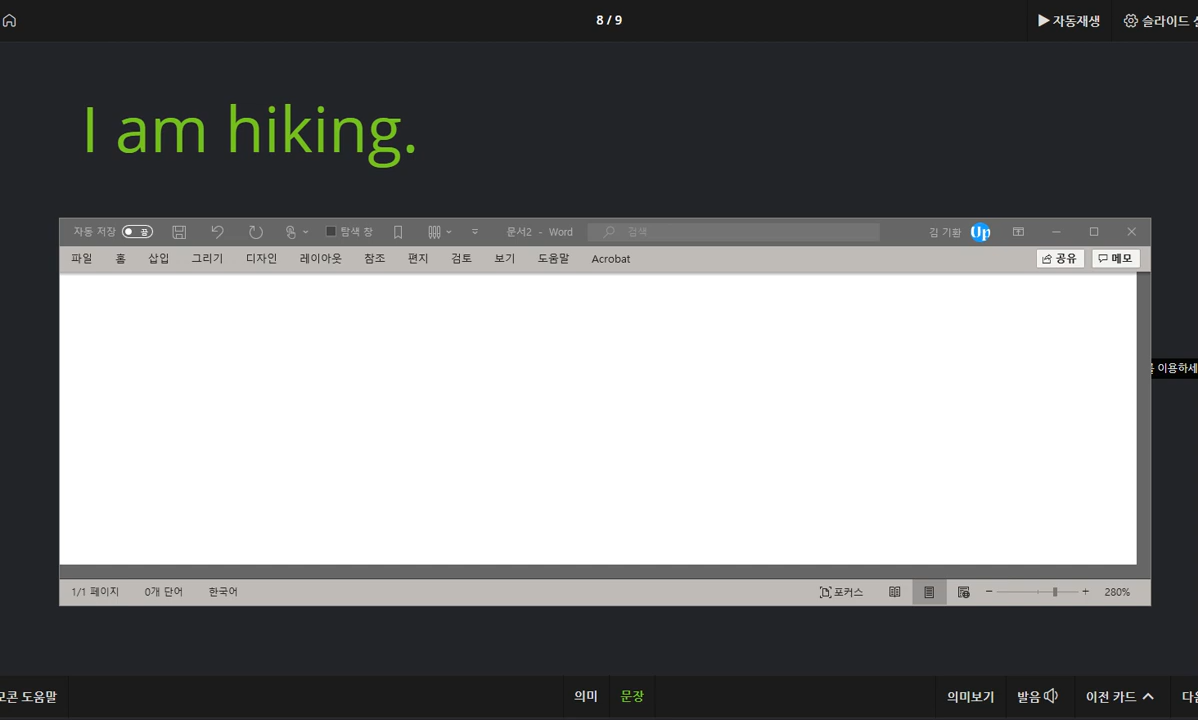 8 / 9
자동재생
슬라이드
I am hiking.
자동 저장 끔 탐색 창 문서2 - Word 검색 김 기환 Up
파일 홈 삽입 그리기 디자인 레이아웃 참조 편지 검토 보기 도움말 Acrobat 공유 메모
이용하세
1/1 페이지 0개 단어 한국어 포커스 280%
도움말 의미 문장 의미보기 발음 이전 카드